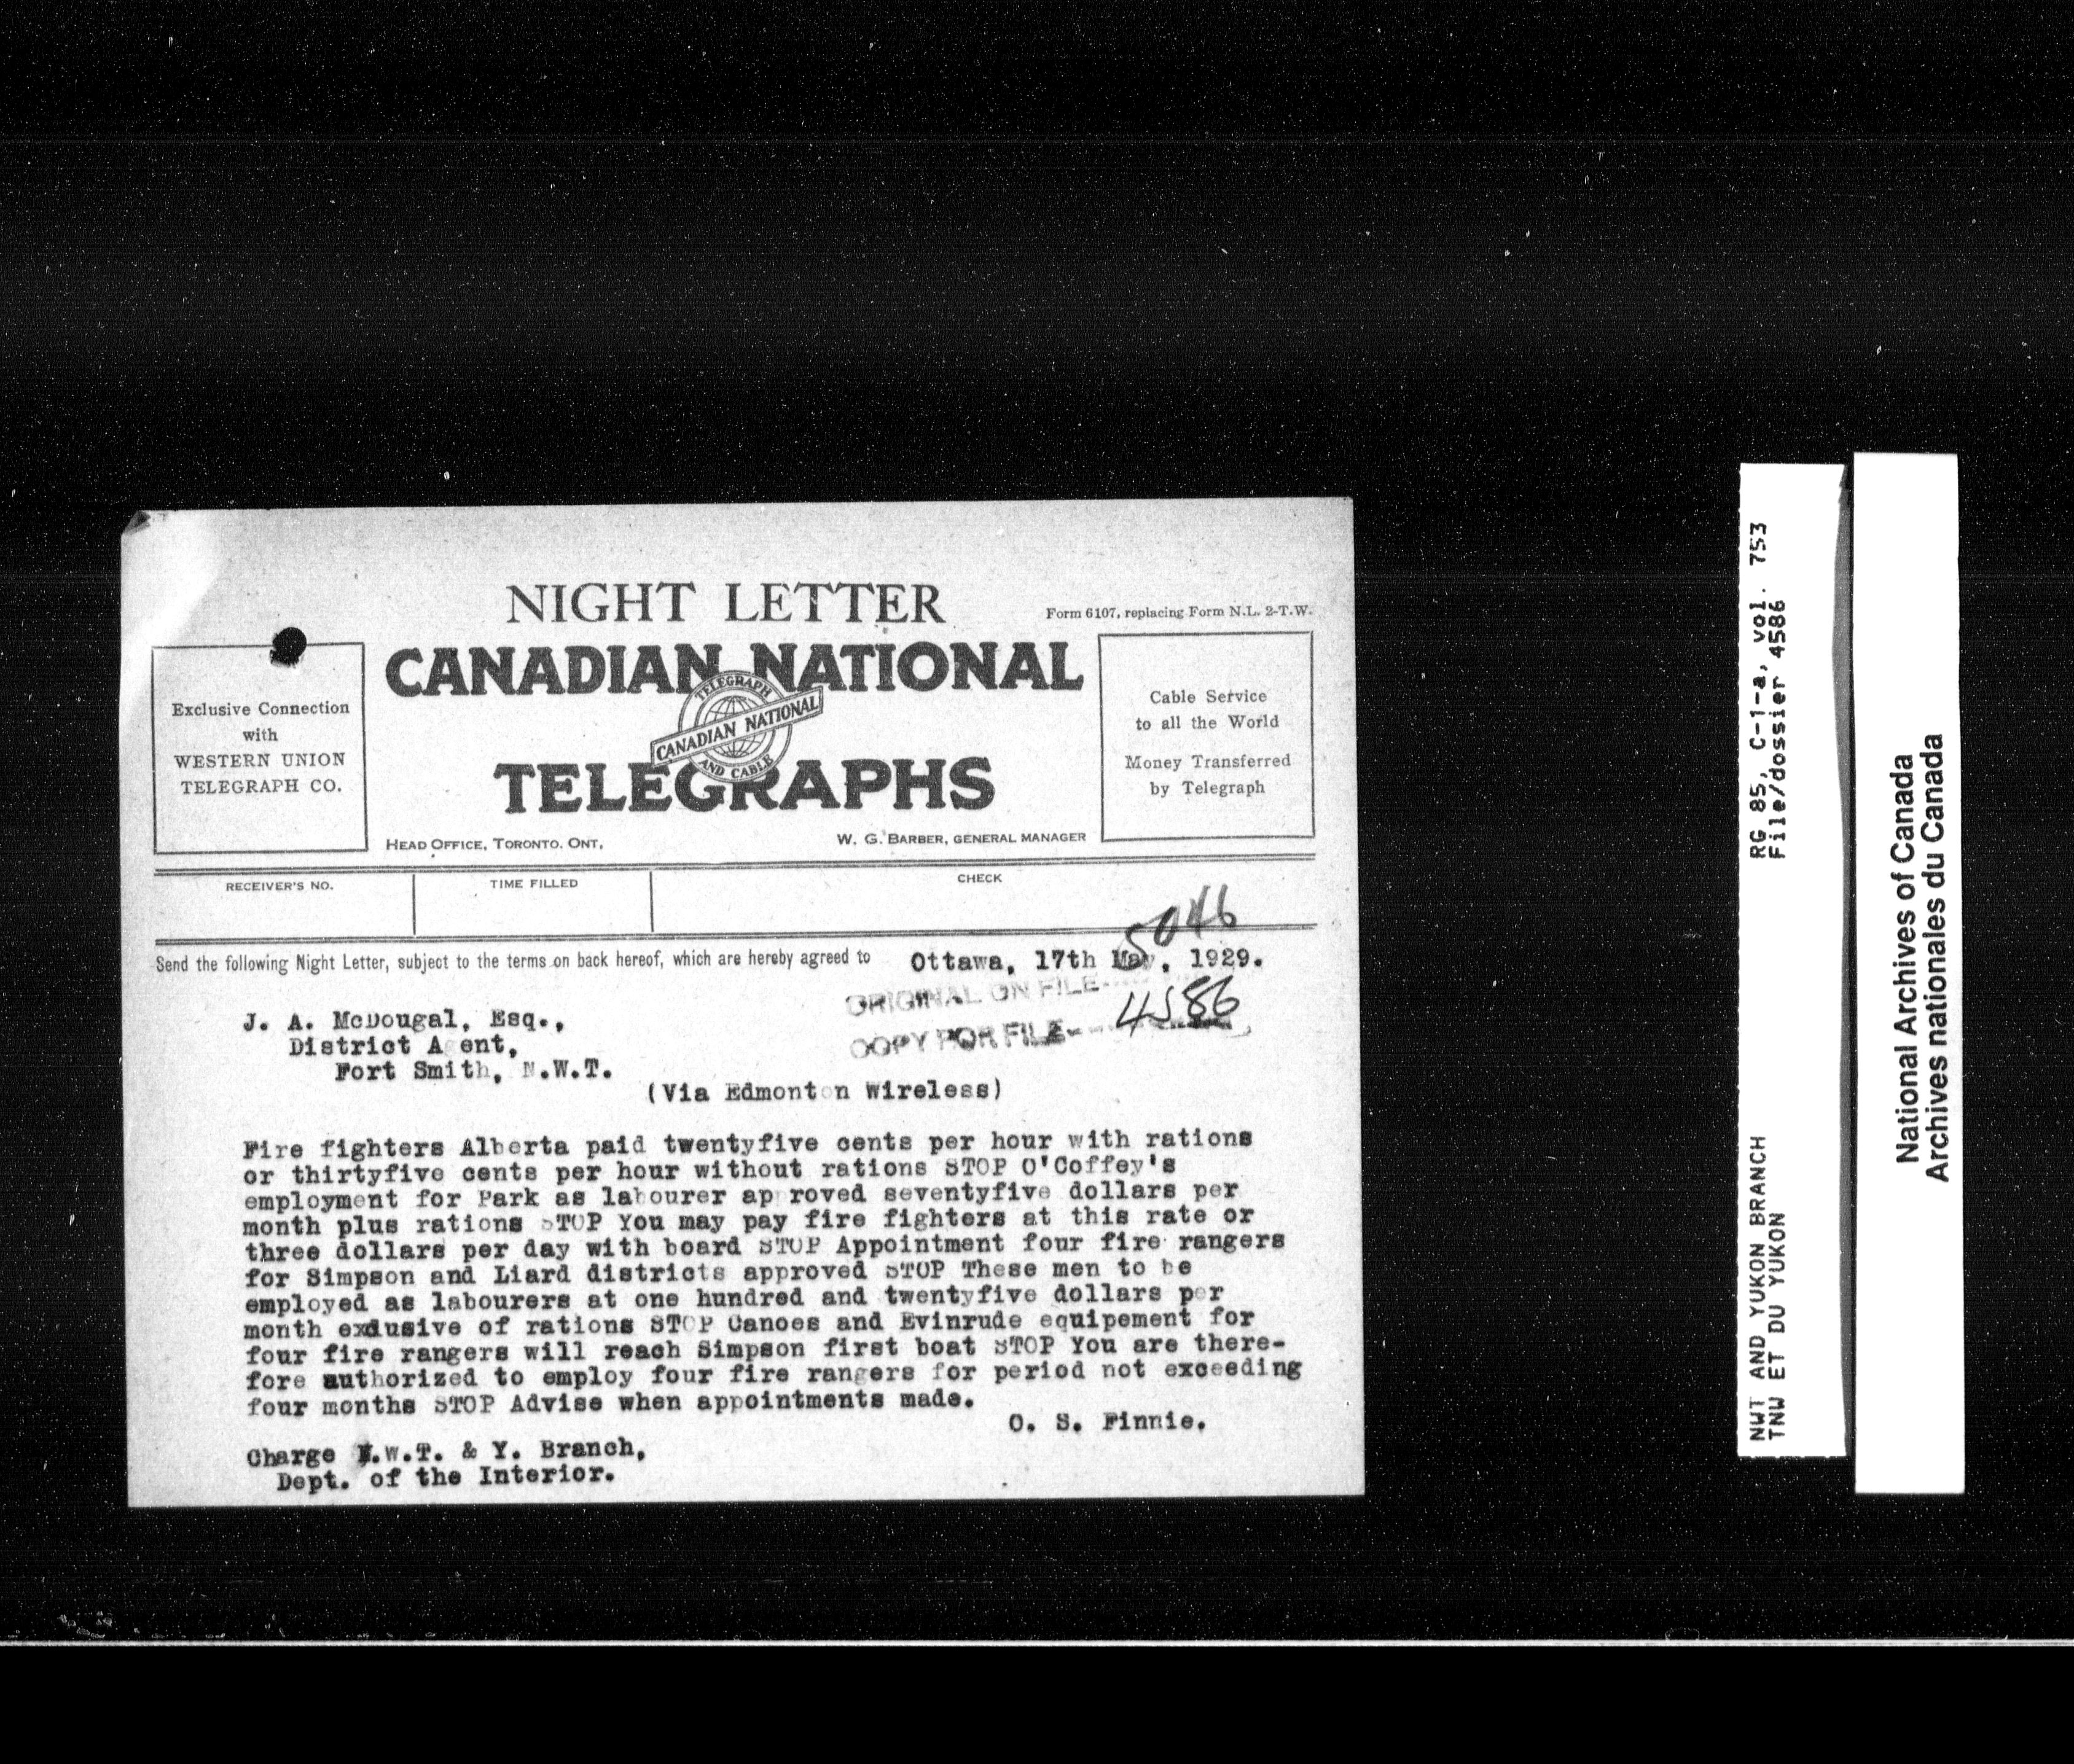 NIGHT LETTER
Form 6107, replacing Form N.L. 2-T.W.
CANADIAN NATIONAL
TELEGRAPH
CANADIAN NATIONAL
AND CABLE
TELEGRAPHS
Exclusive Connection
with
WESTERN UNION
TELEGRAPH CO.
Cable Service
to all the World
Money Transferred
by Telegraph
HEAD OFFICE, TORONTO. ONT.
W. G. BARBER, GENERAL MANAGER
RECEIVER'S NO.
TIME FILLED
CHECK
5046
Send the following Night Letter, subject to the terms on back hereof, which are hereby agreed to
Ottawa, 17th May, 1929.
ORIGINAL ON FILE
4586
COPY FOR FILE
J. A. McDougal, Esq.,
District A ent,
Fort Smith, N.W.T.
(Via Edmonton Wireless)
Fire fighters Alberta paid twentyfive cents per hour with rations
or thirtyfive cents per hour without rations STOP O'Coffey's
employment for Park as labourer ap roved seventyfive dollars per
month plus rations STOP You may pay fire fighters at this rate or
three dollars per day with board STOP Appointment four fire rangers
for Simpson and Liard districts approved STOP These men to be
employed as labourers at one hundred and twentyfive dollars per
month exdusive of rations STOP Canoes and Evinrude equipement for
four fire rangers will reach Simpson first boat STOP You are there-
fore authorized to employ four fire rangers for period not exceeding
four months STOP Advise when appointments made.
O. S. Finnie.
Charge N.W.T. & Y. Branch,
Dept. of the Interior.
RG 85, C-1-a, vol. 753
File/dossier 4586
NWT AND YUKON BRANCH
TNW ET DU YUKON
National Archives of Canada
Archives nationales du Canada